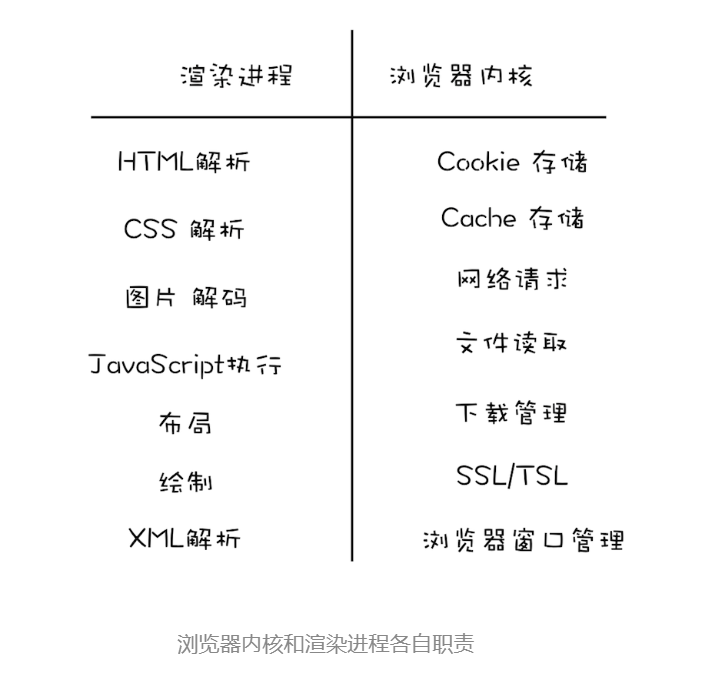 渲染进程 浏览器内核
HTML解析 Cookie 存储
CSS 解析 Cache 存储
图片 解码 网络请求
JavaScript执行 文件读取
布局 下载管理
绘制 SSL/TSL
XML解析 浏览器窗口管理
浏览器内核和渲染进程各自职责